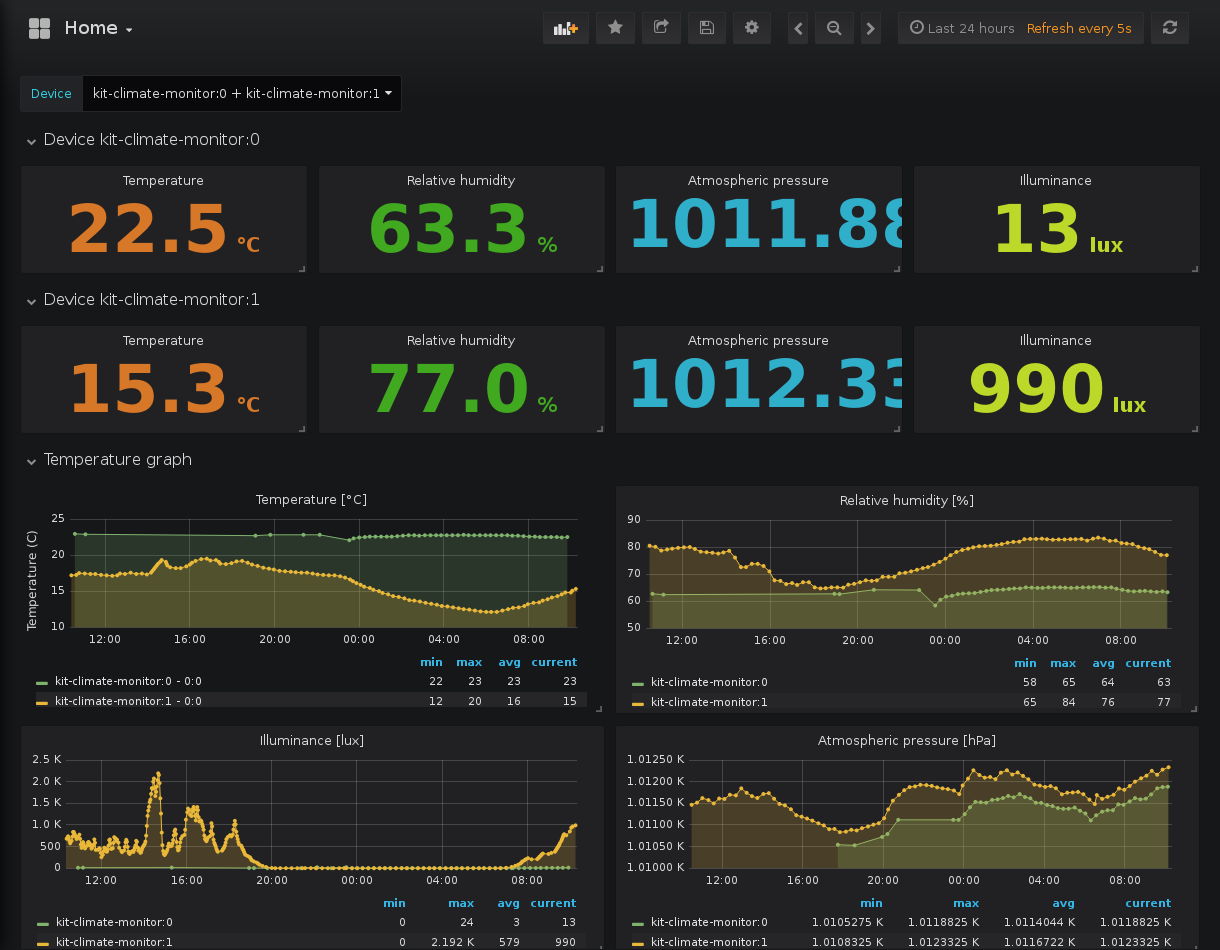 Home
Last 24 hours Refresh every 5s
Device kit-climate-monitor:0 + kit-climate-monitor:1
Device kit-climate-monitor:0
Temperature Relative humidity Atmospheric pressure Illuminance
22.5 °C 63.3 % 1011.88 13 lux
Device kit-climate-monitor:1
Temperature Relative humidity Atmospheric pressure Illuminance
15.3 °C 77.0 % 1012.33 990 lux
Temperature graph
Temperature [°C]
Temperature (C)
25
20
15
10
12:00 16:00 20:00 00:00 04:00 08:00
min max avg current
kit-climate-monitor:0 - 0:0 22 23 23 23
kit-climate-monitor:1 - 0:0 12 20 16 15
Relative humidity [%]
90
80
70
60
50
12:00 16:00 20:00 00:00 04:00 08:00
min max avg current
kit-climate-monitor:0 58 65 64 63
kit-climate-monitor:1 65 84 76 77
Illuminance [lux]
2.5 K
2.0 K
1.5 K
1.0 K
500
0
12:00 16:00 20:00 00:00 04:00 08:00
min max avg current
kit-climate-monitor:0 0 24 3 13
kit-climate-monitor:1 0 2.192 K 579 990
Atmospheric pressure [hPa]
1.01250 K
1.01200 K
1.01150 K
1.01100 K
1.01050 K
1.01000 K
12:00 16:00 20:00 00:00 04:00 08:00
min max avg current
kit-climate-monitor:0 1.0105275 K 1.0118825 K 1.0114044 K 1.0118825 K
kit-climate-monitor:1 1.0108325 K 1.0123325 K 1.0116722 K 1.0123325 K